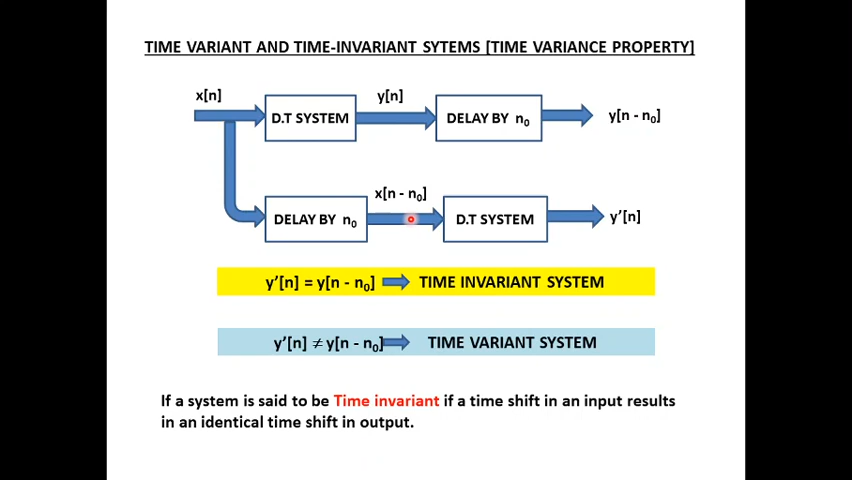 TIME VARIANT AND TIME-INVARIANT SYTEMS [TIME VARIANCE PROPERTY]
x[n]
D.T SYSTEM
y[n]
DELAY BY n₀
y[n - n₀]
DELAY BY n₀
x[n - n₀]
D.T SYSTEM
y’[n]
y’[n] = y[n - n₀] TIME INVARIANT SYSTEM
y’[n] ≠ y[n - n₀] TIME VARIANT SYSTEM
If a system is said to be Time invariant if a time shift in an input results
in an identical time shift in output.